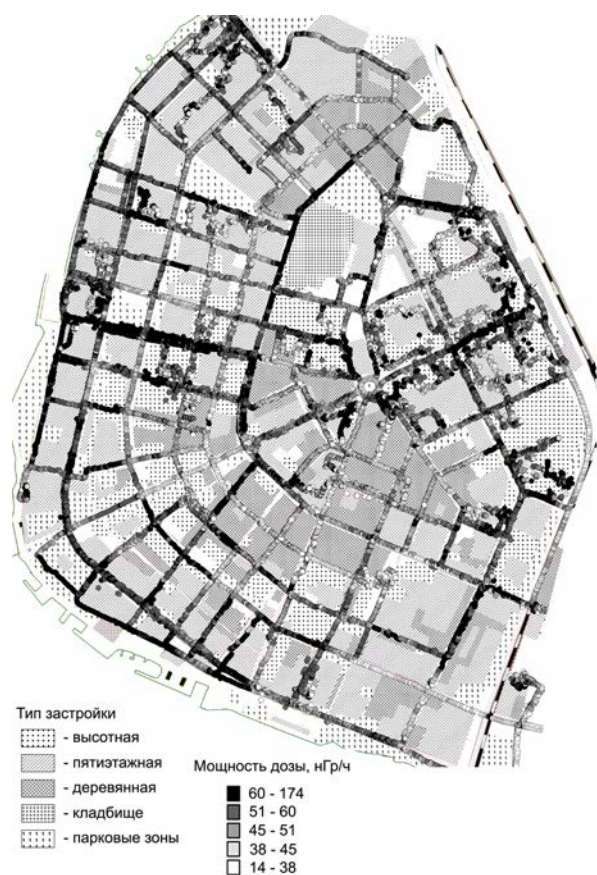 Тип застройки
- высотная
- пятиэтажная
- деревянная
- кладбище
- парковые зоны
Мощность дозы, нГр/ч
60 - 174
51 - 60
45 - 51
38 - 45
14 - 38